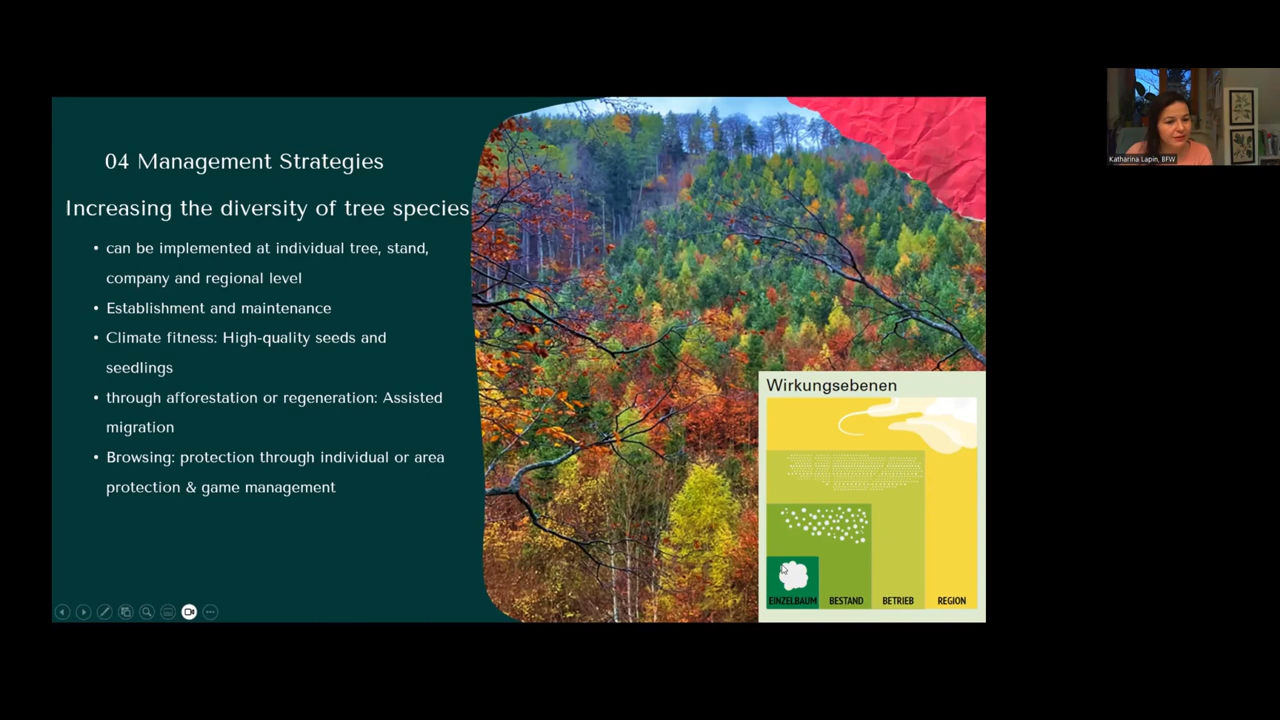 04 Management Strategies
Increasing the diversity of tree species
• can be implemented at individual tree, stand,
company and regional level
• Establishment and maintenance
• Climate fitness: High-quality seeds and
seedlings
• through afforestation or regeneration: Assisted
migration
• Browsing: protection through individual or area
protection & game management
Wirkungsebenen
EINZELBAUM BESTAND BETRIEB REGION
Katharina Lapin, BFW